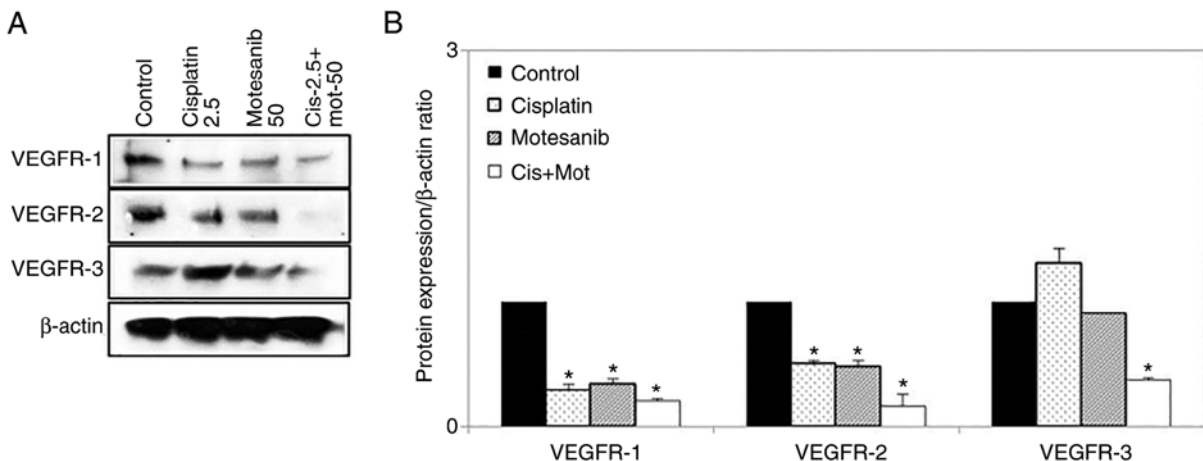 A
Control
Cisplatin
2.5
Motesanib
50
Cis-2.5+
mot-50
VEGFR-1
VEGFR-2
VEGFR-3
β-actin
B
Protein expression/β-actin ratio
3
0
Control
Cisplatin
Motesanib
Cis+Mot
* * *
* * *
*
VEGFR-1 VEGFR-2 VEGFR-3